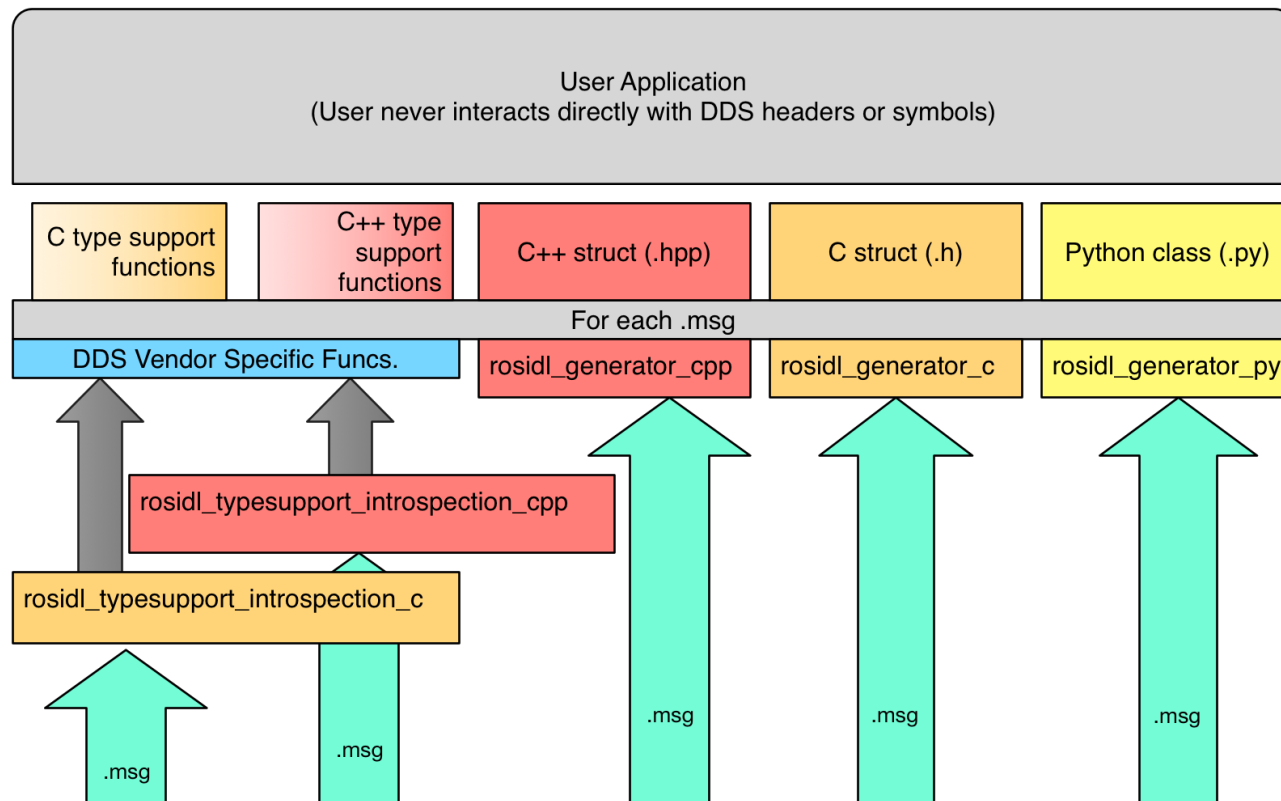 User Application
(User never interacts directly with DDS headers or symbols)
C type support
functions
C++ type
support
functions
C++ struct (.hpp)
C struct (.h)
Python class (.py)
For each .msg
DDS Vendor Specific Funcs.
rosidl_generator_cpp
rosidl_generator_c
rosidl_generator_py
rosidl_typesupport_introspection_cpp
rosidl_typesupport_introspection_c
.msg
.msg
.msg
.msg
.msg